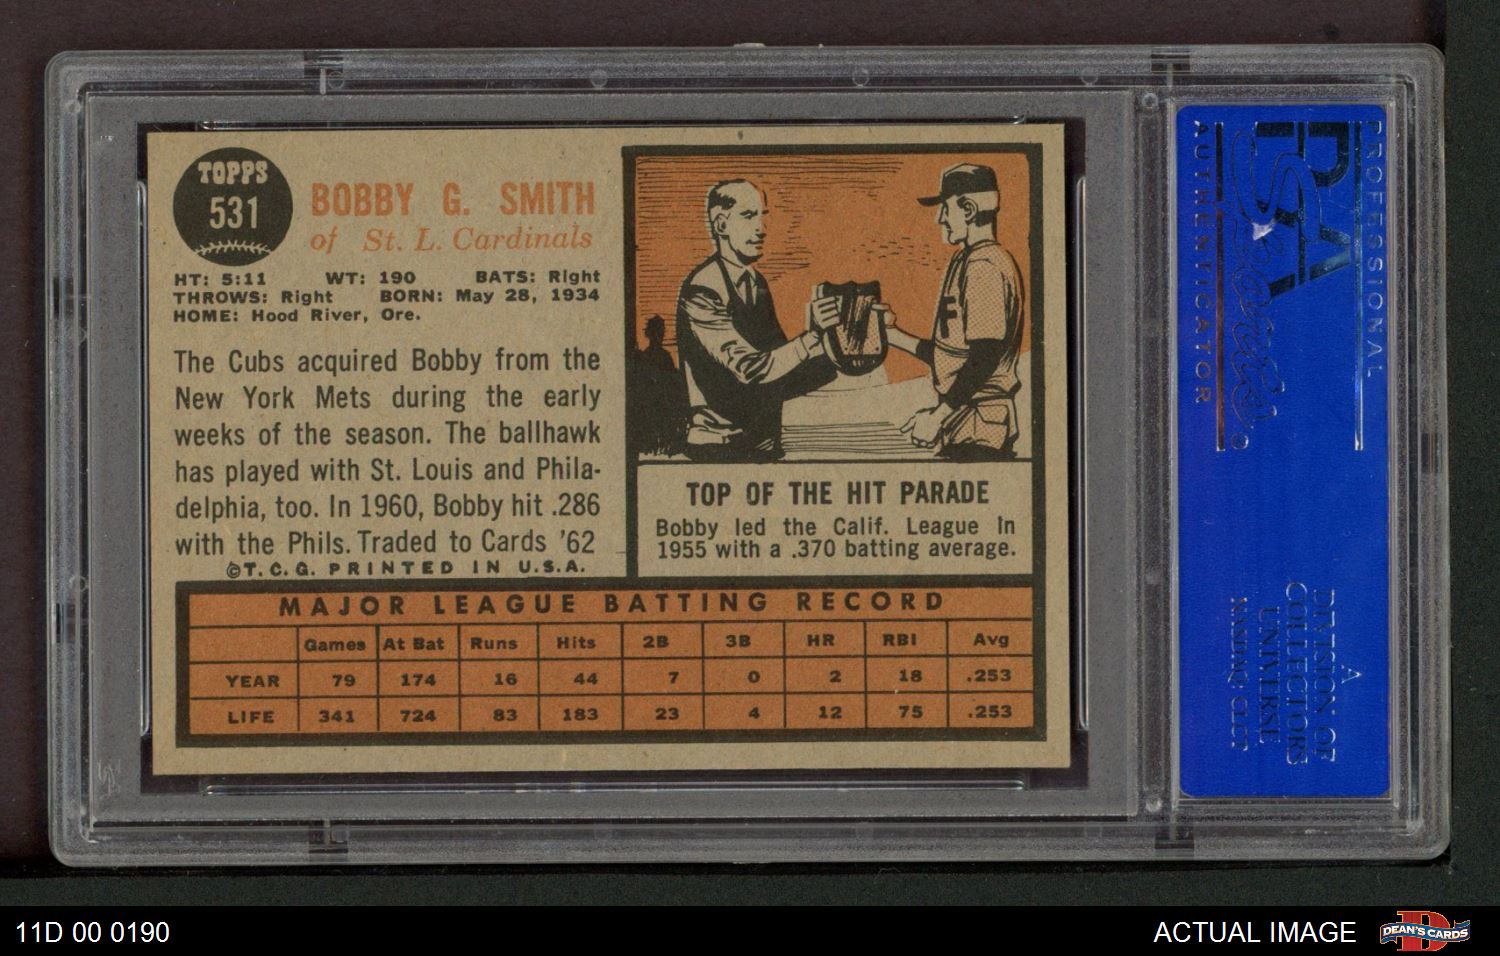 TOPPS
531
BOBBY G. SMITH
of St. L. Cardinals
HT: 5:11 WT: 190 BATS: Right
THROWS: Right BORN: May 28, 1934
HOME: Hood River, Ore.
The Cubs acquired Bobby from the
New York Mets during the early
weeks of the season. The ballhawk
has played with St. Louis and Phila-
delphia, too. In 1960, Bobby hit .286
with the Phils. Traded to Cards '62
©T. C. G. PRINTED IN U.S.A.
F
TOP OF THE HIT PARADE
Bobby led the Calif. League in
1955 with a .370 batting average.
MAJOR LEAGUE BATTING RECORD
Games At Bat Runs Hits 2B 3B HR RBI Avg
YEAR 79 174 16 44 7 0 2 18 .253
LIFE 341 724 83 183 23 4 12 75 .253
PROFESSIONAL
PSA
AUTHENTICATOR
A
DIVISION OF
COLLECTORS
UNIVERSE
11D 00 0190
ACTUAL IMAGE
DEAN'S CARDS